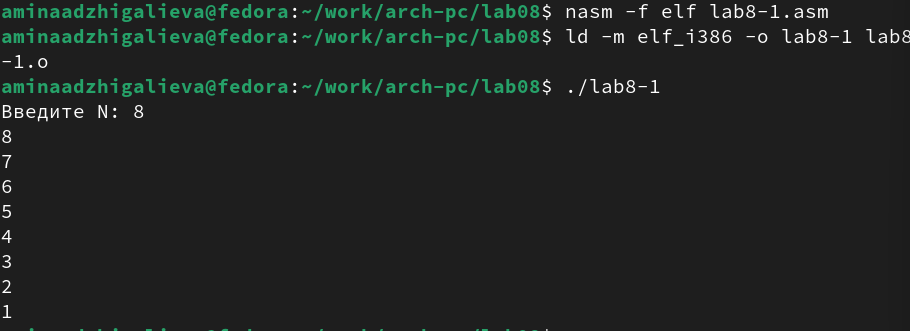 aminaadzhigalieva@fedora:~/work/arch-pc/lab08$ nasm -f elf lab8-1.asm
aminaadzhigalieva@fedora:~/work/arch-pc/lab08$ ld -m elf_i386 -o lab8-1 lab8
-1.o
aminaadzhigalieva@fedora:~/work/arch-pc/lab08$ ./lab8-1
Введите N: 8
8
7
6
5
4
3
2
1